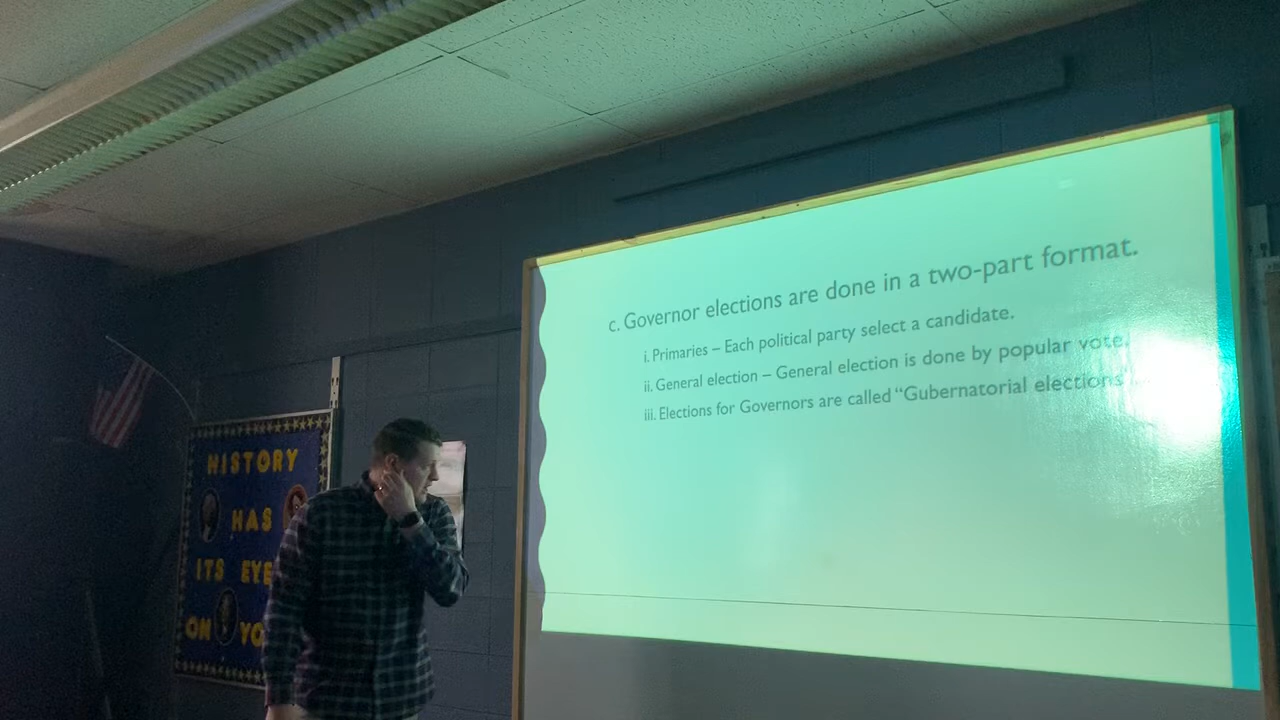 c. Governor elections are done in a two-part format.
i. Primaries – Each political party select a candidate.
ii. General election – General election is done by popular vote.
iii. Elections for Governors are called “Gubernatorial elections
HISTORY
HAS
ITS EYE
ON YO